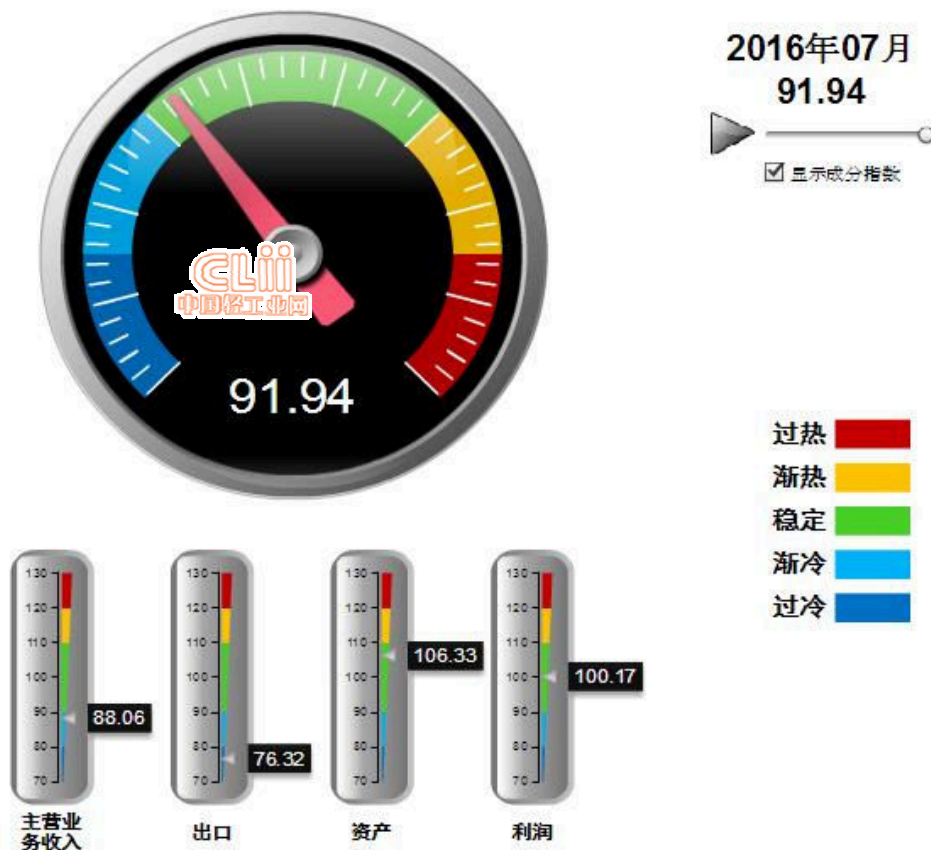 2016年07月
91.94
显示成分指数
CLiii
中国轻工业网
91.94
过热
渐热
稳定
渐冷
过冷
130
120
110
100
90
80
70
88.06
主营业
务收入
130
120
110
100
90
80
70
76.32
出口
130
120
110
100
90
80
70
106.33
资产
130
120
110
100
90
80
70
100.17
利润